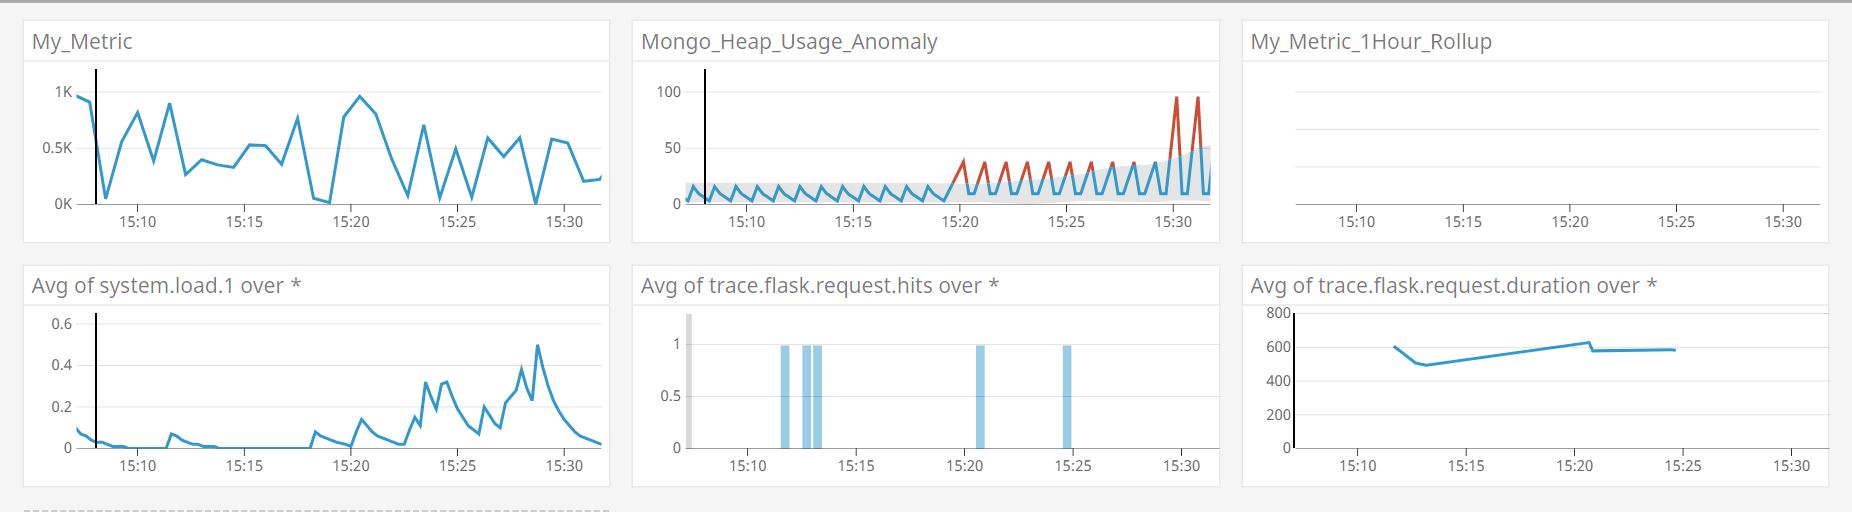 My_Metric
1K
0.5K
0K
15:10 15:15 15:20 15:25 15:30
Mongo_Heap_Usage_Anomaly
100
50
0
15:10 15:15 15:20 15:25 15:30
My_Metric_1Hour_Rollup
15:10 15:15 15:20 15:25 15:30
Avg of system.load.1 over *
0.6
0.4
0.2
0
15:10 15:15 15:20 15:25 15:30
Avg of trace.flask.request.hits over *
1
0.5
0
15:10 15:15 15:20 15:25 15:30
Avg of trace.flask.request.duration over *
800
600
400
200
0
15:10 15:15 15:20 15:25 15:30